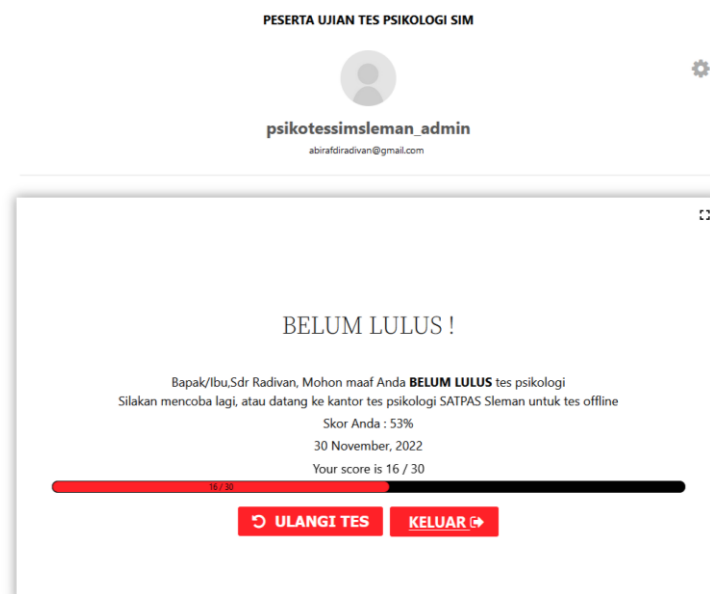 PESERTA UJIAN TES PSIKOLOGI SIM
psikotessimsleman_admin
abirafdiradivan@gmail.com
BELUM LULUS !
Bapak/Ibu,Sdr Radivan, Mohon maaf Anda BELUM LULUS tes psikologi
Silakan mencoba lagi, atau datang ke kantor tes psikologi SATPAS Sleman untuk tes offline
Skor Anda : 53%
30 November, 2022
Your score is 16 / 30
16 / 30
ULANGI TES
KELUAR